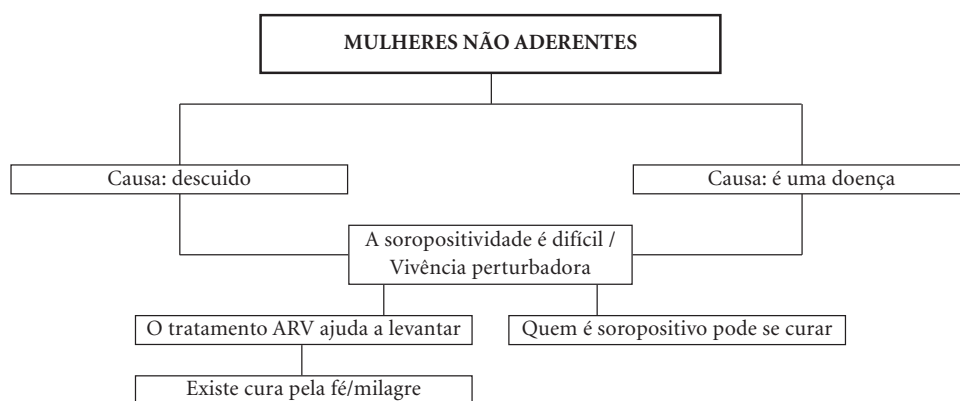 MULHERES NÃO ADERENTES
Causa: descuido
Causa: é uma doença
A soropositividade é difícil /
Vivência perturbadora
O tratamento ARV ajuda a levantar
Quem é soropositivo pode se curar
Existe cura pela fé/milagre